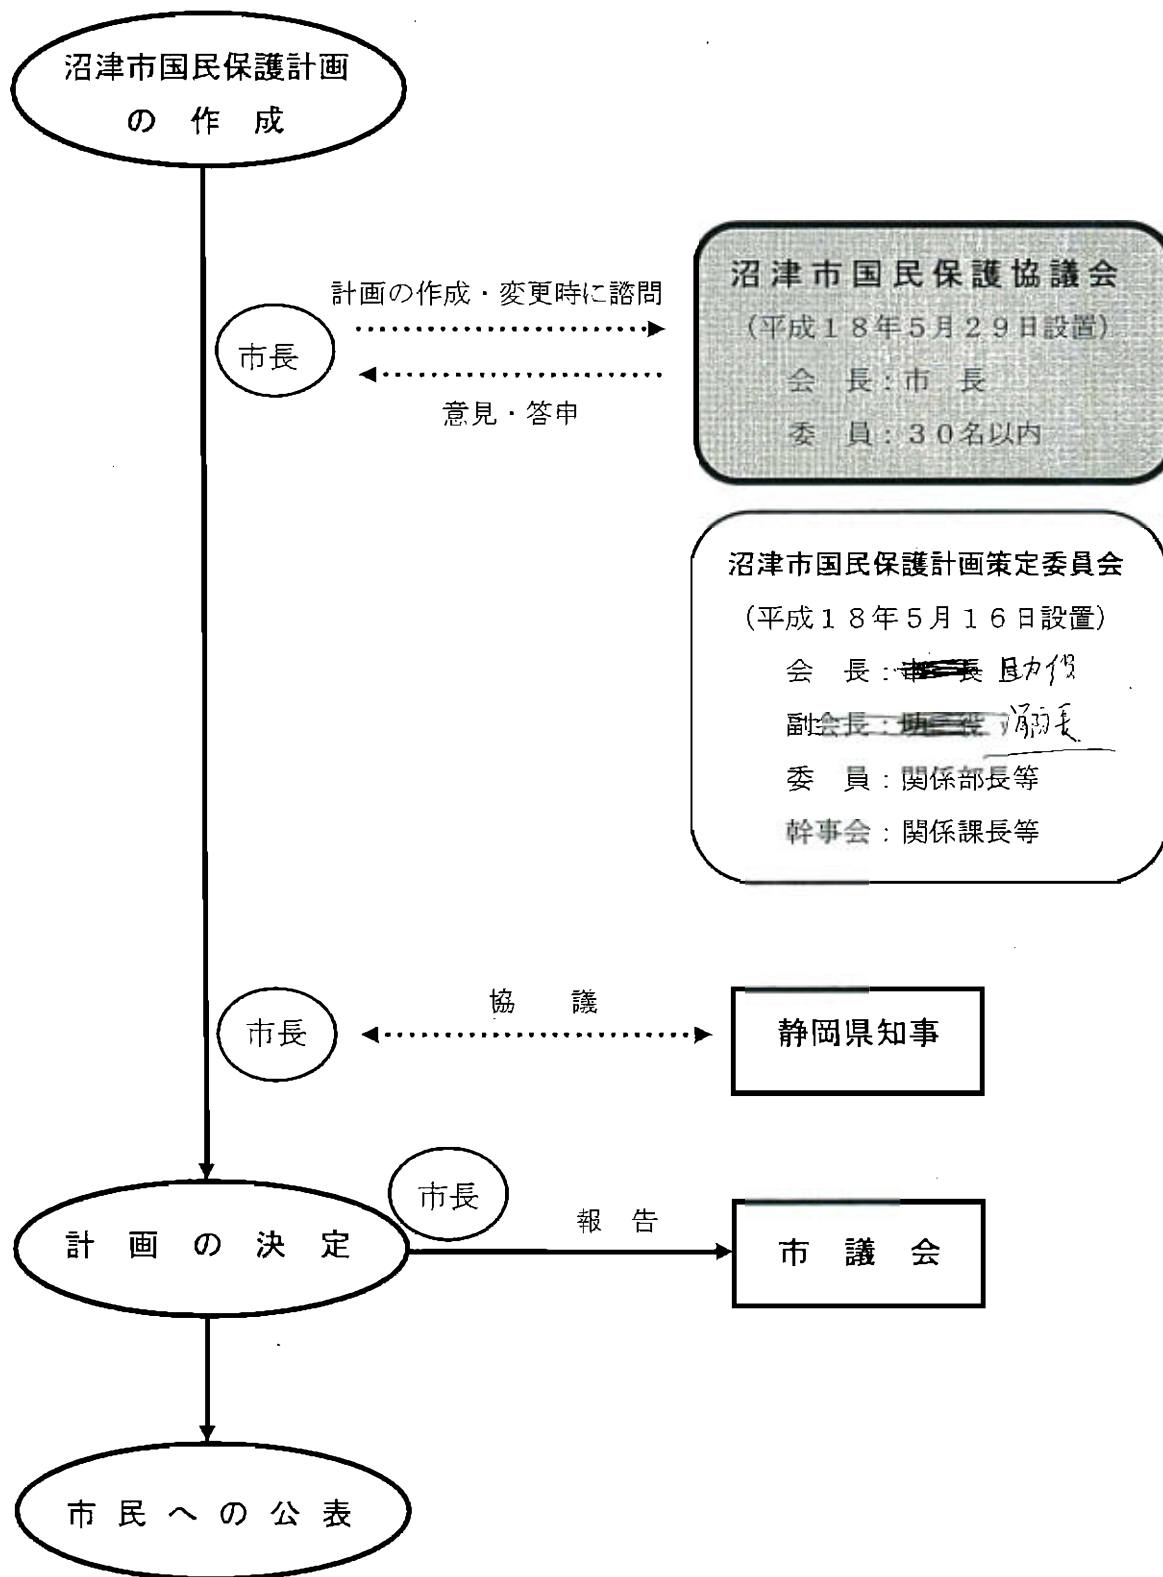 沼津市国民保護計画
の作成
計画の作成・変更時に諮問
市長
意見・答申
沼津市国民保護協議会
(平成18年5月29日設置)
会長:市長
委員:30名以内
沼津市国民保護計画策定委員会
(平成18年5月16日設置)
会長:市長 助役
副会長:助役 消防長
委員:関係部長等
幹事会:関係課長等
市長
協議
静岡県知事
計画の決定
市長
報告
市議会
市民への公表